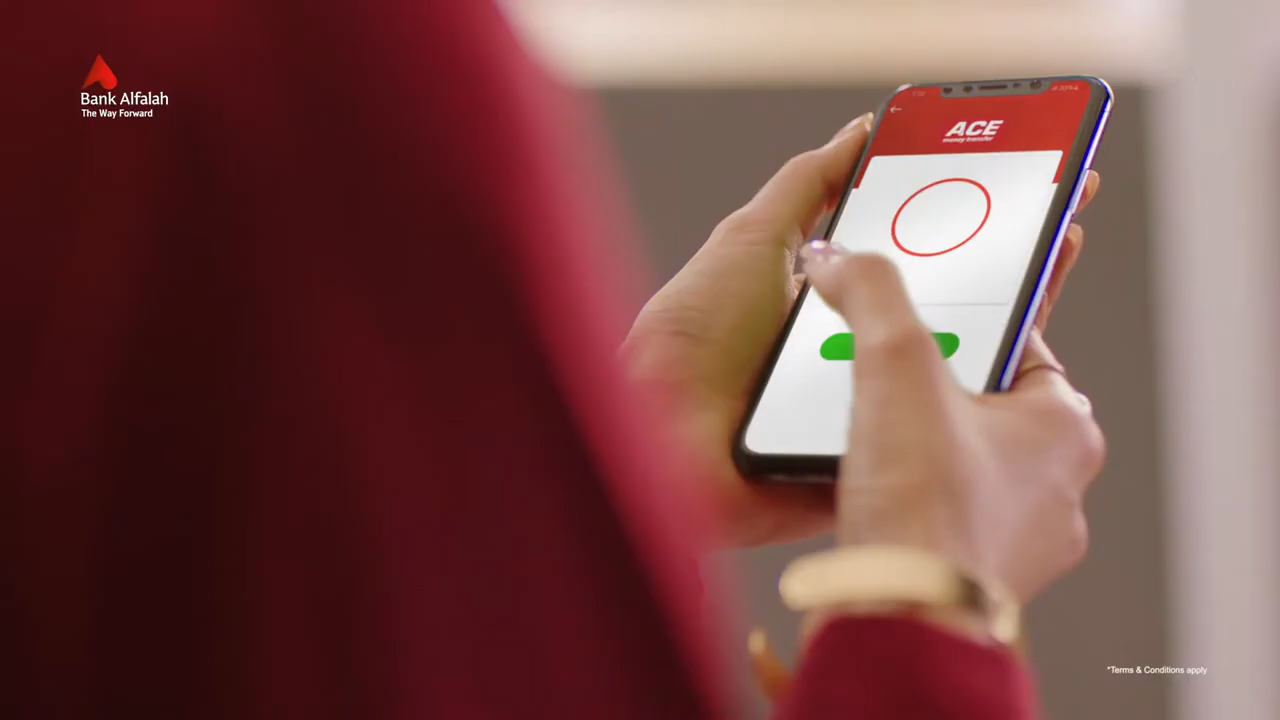 Bank Alfalah
The Way Forward
ACE
money transfer
*Terms & Conditions apply